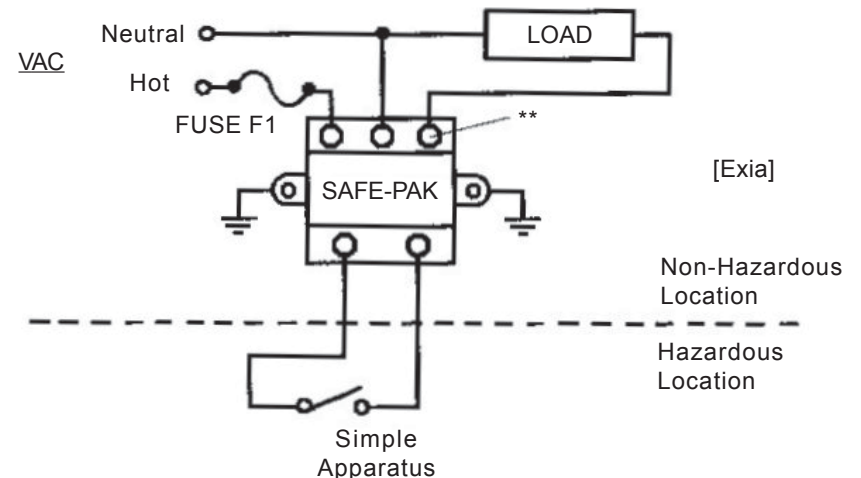 Neutral
LOAD
VAC
Hot
**
FUSE F1
SAFE-PAK
[Exia]
Non-Hazardous
Location
Hazardous
Location
Simple
Apparatus